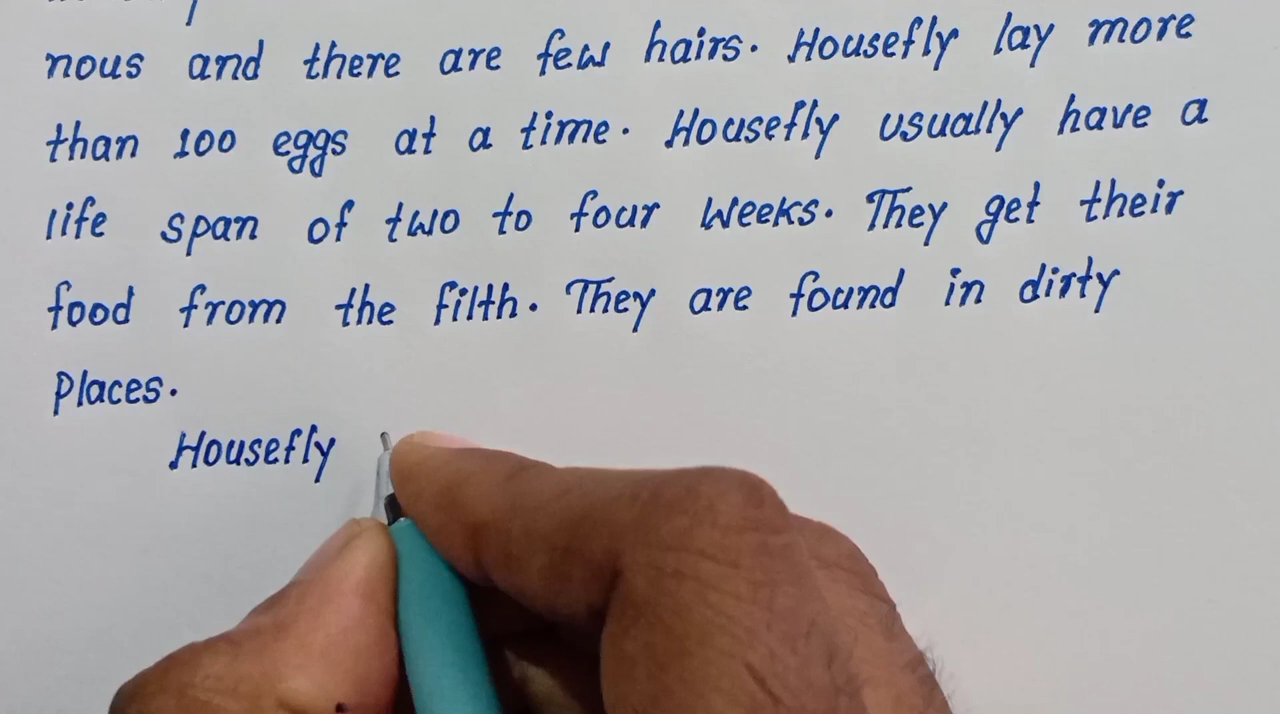 nous and there are few hairs. Housefly lay more
than 100 eggs at a time. Housefly usually have a
life span of two to four weeks. They get their
food from the filth. They are found in dirty
places.
Housefly